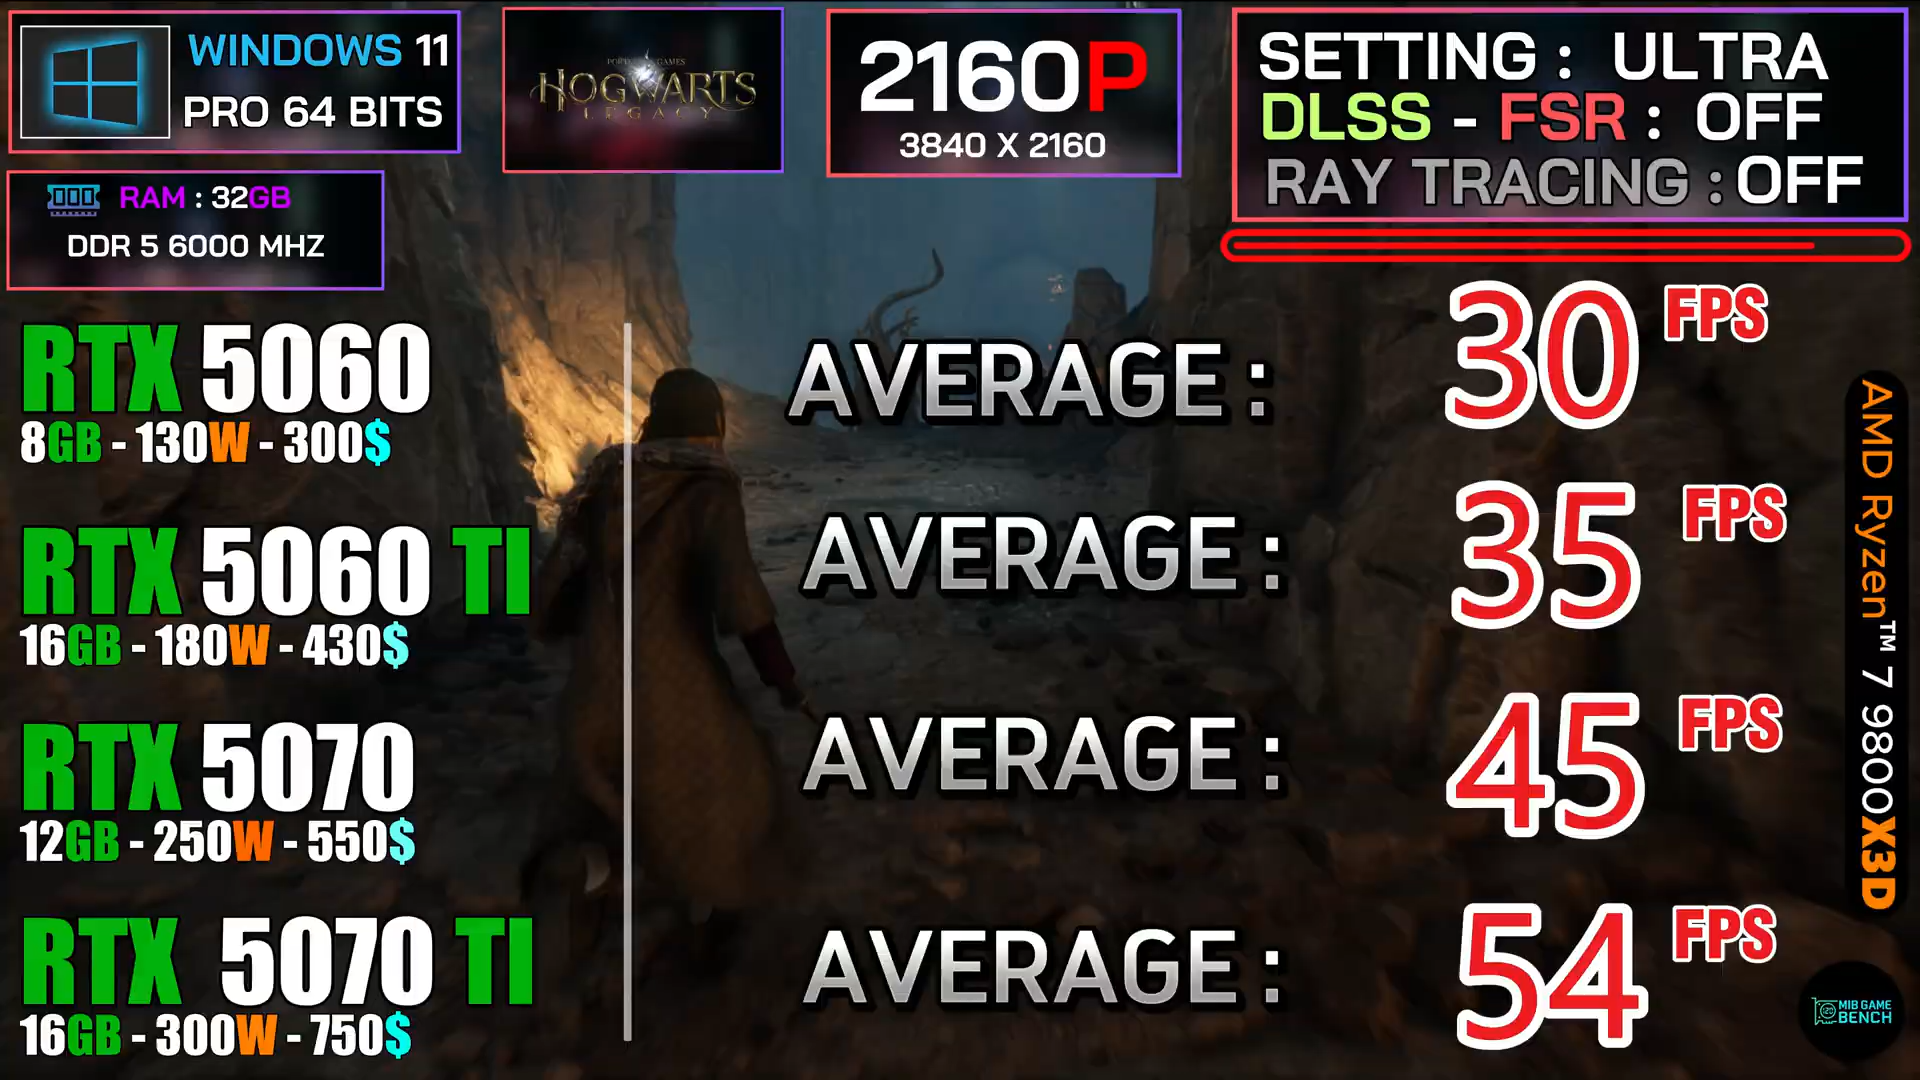 WINDOWS 11
PRO 64 BITS
PORTKEY GAMES
HOGWARTS
LEGACY
2160P
3840 X 2160
SETTING : ULTRA
DLSS - FSR : OFF
RAY TRACING : OFF
RAM : 32GB
DDR 5 6000 MHZ
RTX 5060
8GB - 130W - 300$
AVERAGE :
30 FPS
RTX 5060 TI
16GB - 180W - 430$
AVERAGE :
35 FPS
RTX 5070
12GB - 250W - 550$
AVERAGE :
45 FPS
RTX 5070 TI
16GB - 300W - 750$
AVERAGE :
54 FPS
AMD Ryzen™ 7 9800X3D
MIB GAME
BENCH